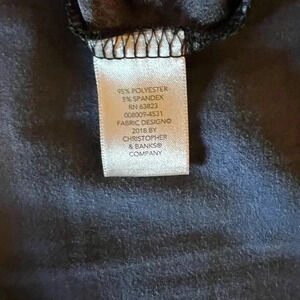 95% POLYESTER
5% SPANDEX
RN 63823
008009-4531
FABRIC DESIGN©
2018 BY
CHRISTOPHER
& BANKS®
COMPANY